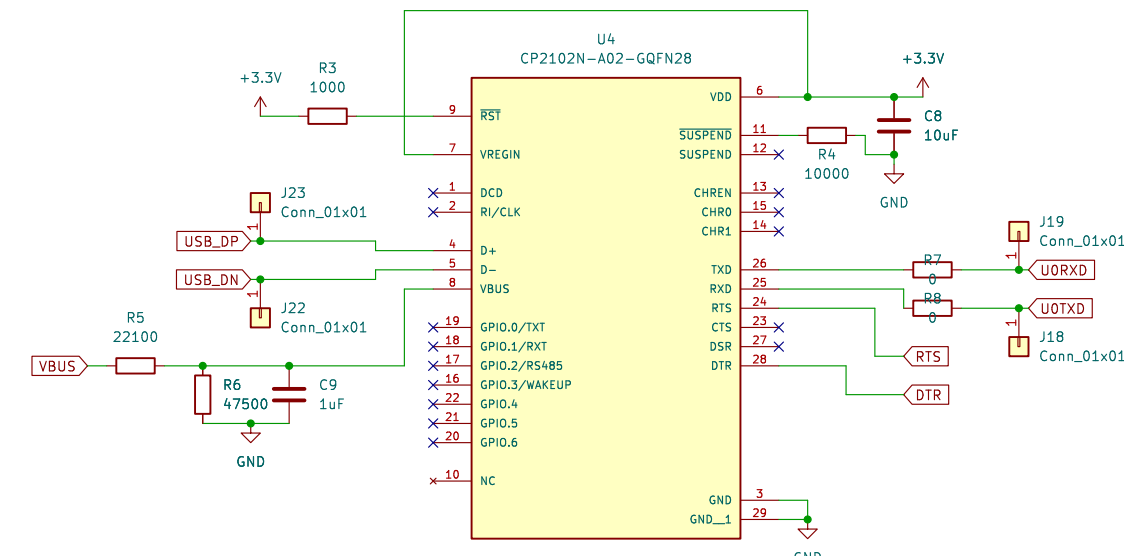 U4
CP2102N-A02-GQFN28
+3.3V
R3
1000
9
RST
7
VREGIN
1
DCD
2
RI/CLK
J23
Conn_01x01
1
USB_DP
4
D+
USB_DN
5
D-
1
J22
Conn_01x01
8
VBUS
R5
22100
VBUS
R6
47500
C9
1uF
GND
19
GPIO.0/TXT
18
GPIO.1/RXT
17
GPIO.2/RS485
16
GPIO.3/WAKEUP
22
GPIO.4
21
GPIO.5
20
GPIO.6
10
NC
VDD
6
+3.3V
C8
10uF
SUSPEND
11
SUSPEND
12
R4
10000
GND
CHREN
13
CHR0
15
CHR1
14
J19
Conn_01x01
1
TXD
26
R7
0
U0RXD
RXD
25
R8
0
U0TXD
1
J18
Conn_01x01
RTS
24
CTS
23
DSR
27
RTS
DTR
28
DTR
GND
3
GND__1
29
GND